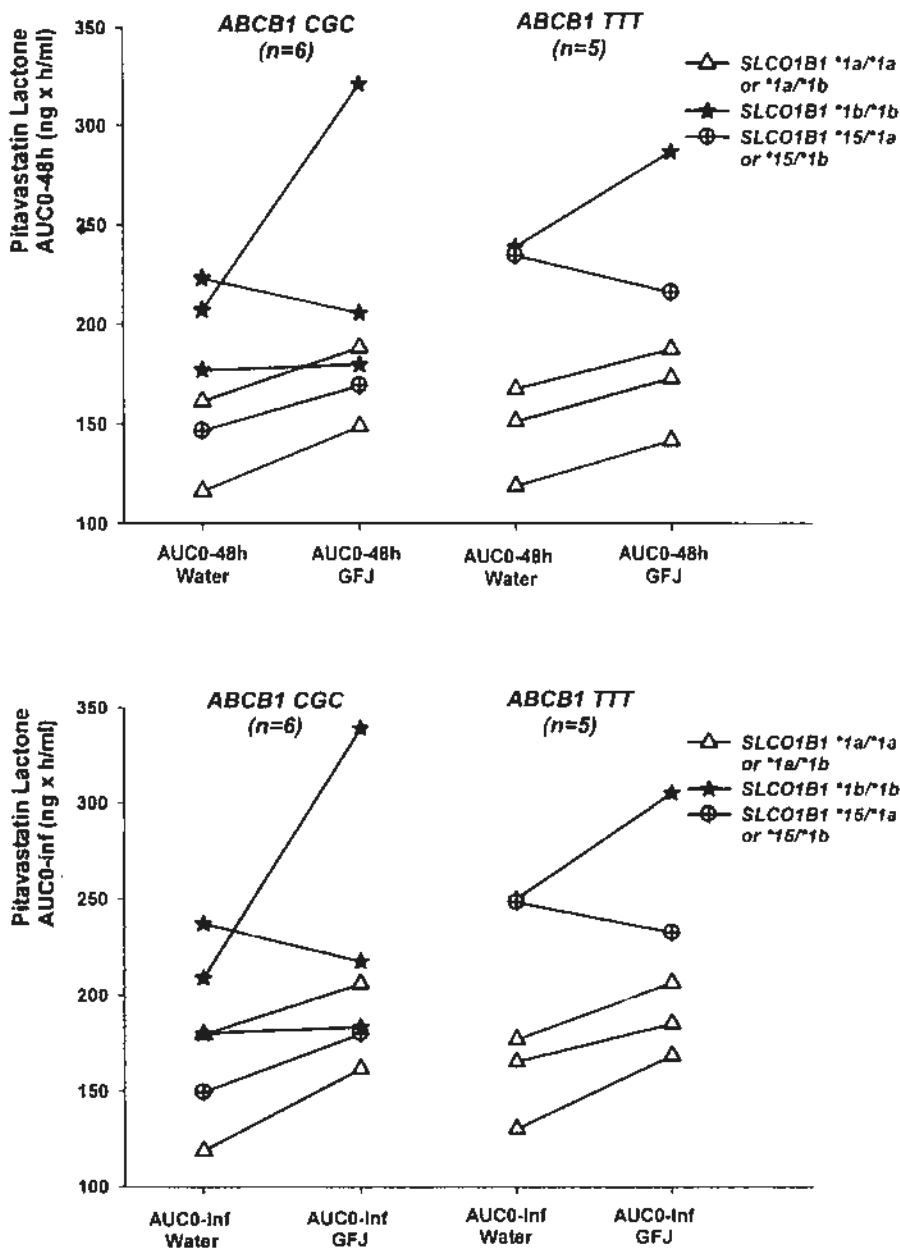 ABCB1 CGC
(n=6)
ABCB1 TTT
(n=5)
SLCO1B1 *1a/*1a
or *1a/*1b
SLCO1B1 *1b/*1b
SLCO1B1 *15/*1a
or *15/*1b
Pitavastatin Lactone
AUC0-48h (ng x h/ml)
350
300
250
200
150
100
AUC0-48h
Water
AUC0-48h
GFJ
AUC0-48h
Water
AUC0-48h
GFJ
ABCB1 CGC
(n=6)
ABCB1 TTT
(n=5)
SLCO1B1 *1a/*1a
or *1a/*1b
SLCO1B1 *1b/*1b
SLCO1B1 *15/*1a
or *15/*1b
Pitavastatin Lactone
AUC0-inf (ng x h/ml)
350
300
250
200
150
100
AUC0-Inf
Water
AUC0-Inf
GFJ
AUC0-Inf
Water
AUC0-Inf
GFJ